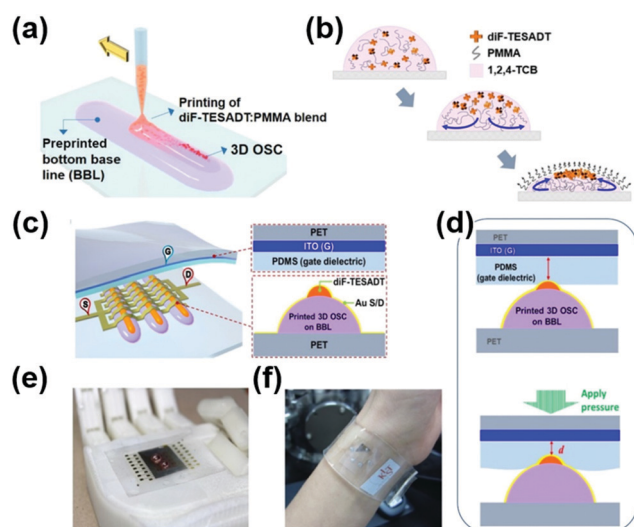 (a)
Preprinted
bottom base
line (BBL)
Printing of
diF-TESADT:PMMA blend
3D OSC
(b)
diF-TESADT
PMMA
1,2,4-TCB
(c)
G
D
S
PET
ITO (G)
PDMS (gate dielectric)
diF-TESADT
Au S/D
Printed 3D OSC
on BBL
PET
(d)
PET
ITO (G)
PDMS
(gate dielectric)
Printed 3D OSC
on BBL
PET
Apply
pressure
d
(e)
(f)